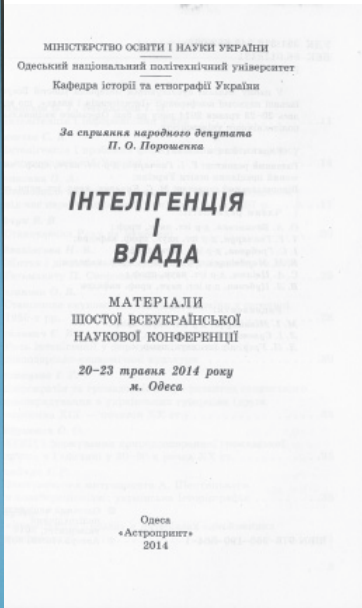 МІНІСТЕРСТВО ОСВІТИ І НАУКИ УКРАЇНИ
Одеський національний політехнічний університет
Кафедра історії та етнографії України
За сприяння народного депутата
П. О. Порошенка
ІНТЕЛІГЕНЦІЯ
І
ВЛАДА
МАТЕРІАЛИ
ШОСТОЇ ВСЕУКРАЇНСЬКОЇ
НАУКОВОЇ КОНФЕРЕНЦІЇ
20–23 травня 2014 року
м. Одеса
Одеса
«Астропринт»
2014